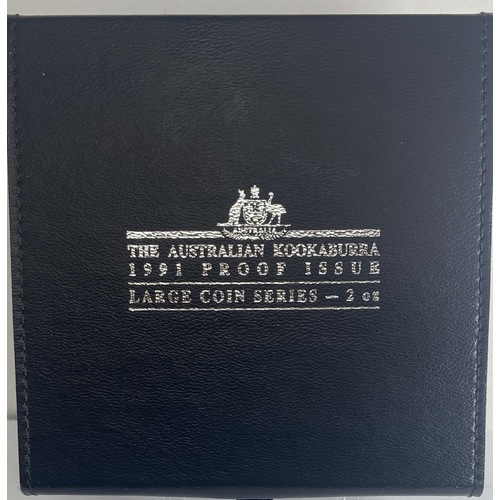 AUSTRALIA
THE AUSTRALIAN KOOKABURRA
1991 PROOF ISSUE
LARGE COIN SERIES — 2 oz